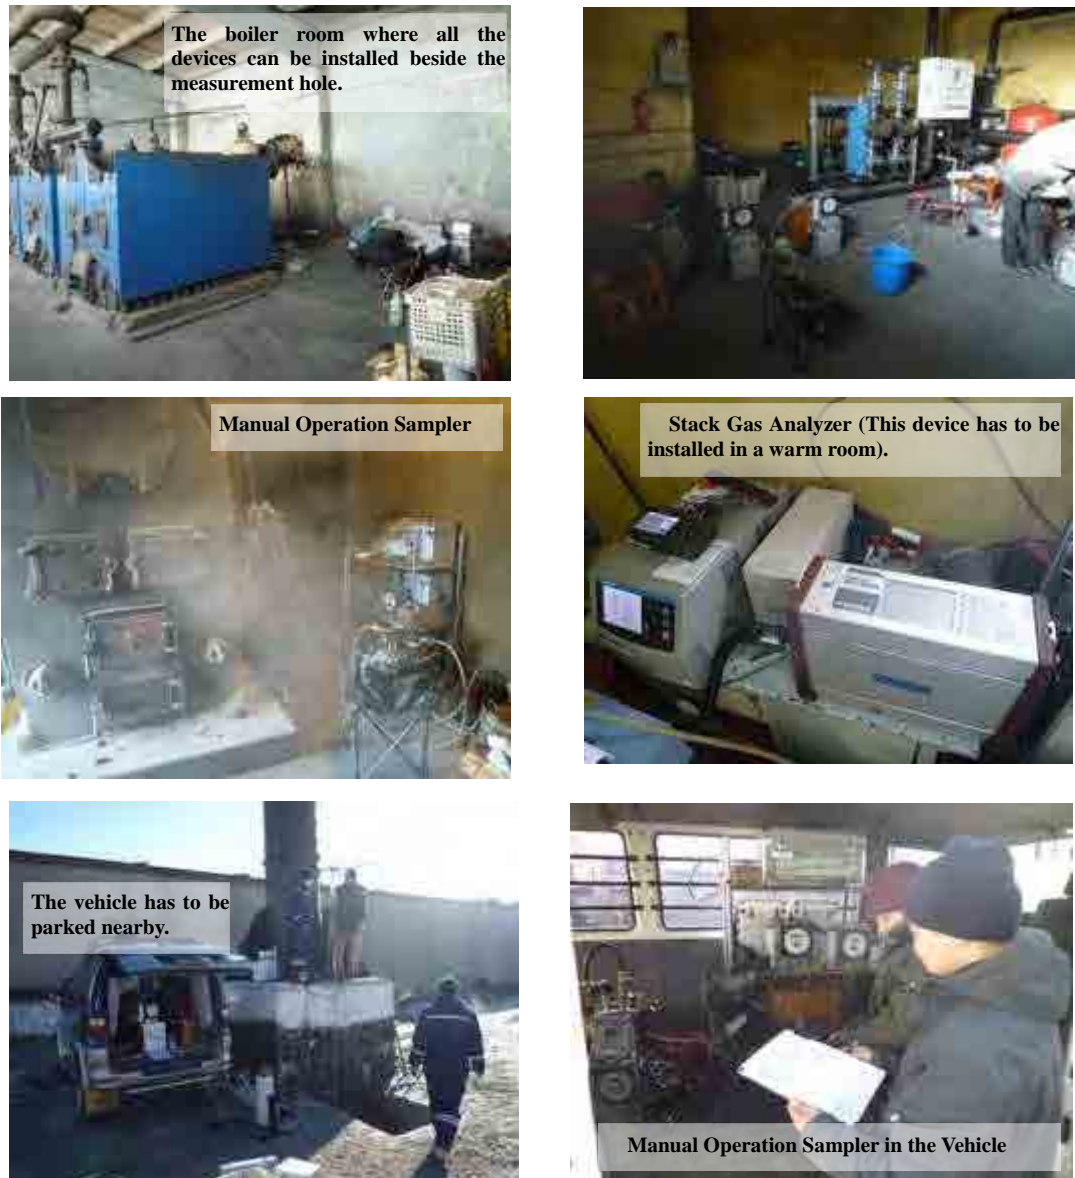 The boiler room where all the
devices can be installed beside the
measurement hole.
Manual Operation Sampler
Stack Gas Analyzer (This device has to be
installed in a warm room).
The vehicle has to be
parked nearby.
Manual Operation Sampler in the Vehicle